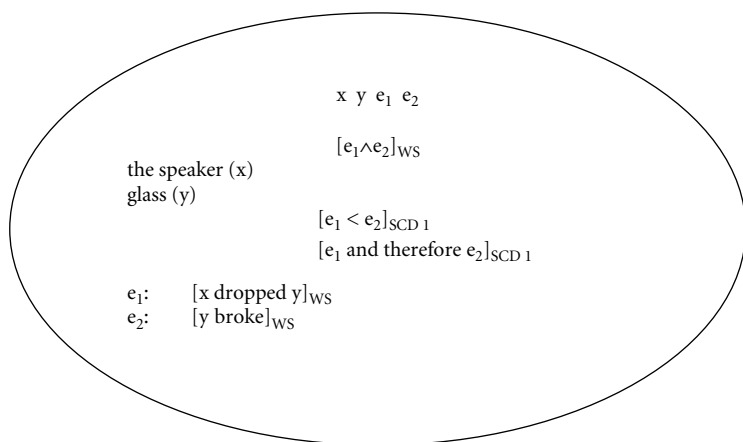 x y e₁ e₂
[e₁∧e₂]WS
the speaker (x)
glass (y)
[e₁ < e₂]SCD 1
[e₁ and therefore e₂]SCD 1
e₁: [x dropped y]WS
e₂: [y broke]WS